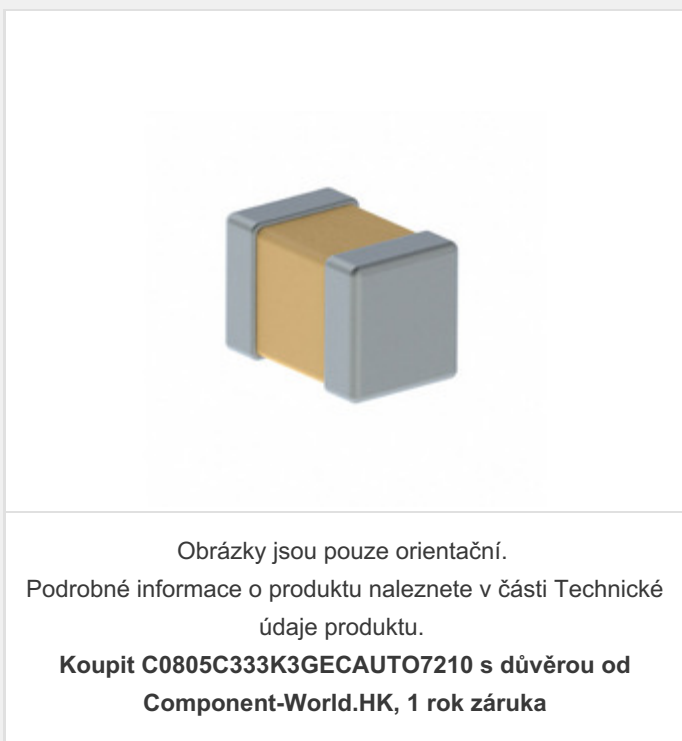 Obrázky jsou pouze orientační.
Podrobné informace o produktu naleznete v části Technické
údaje produktu.
Koupit C0805C333K3GECAUTO7210 s důvěrou od
Component-World.HK, 1 rok záruka